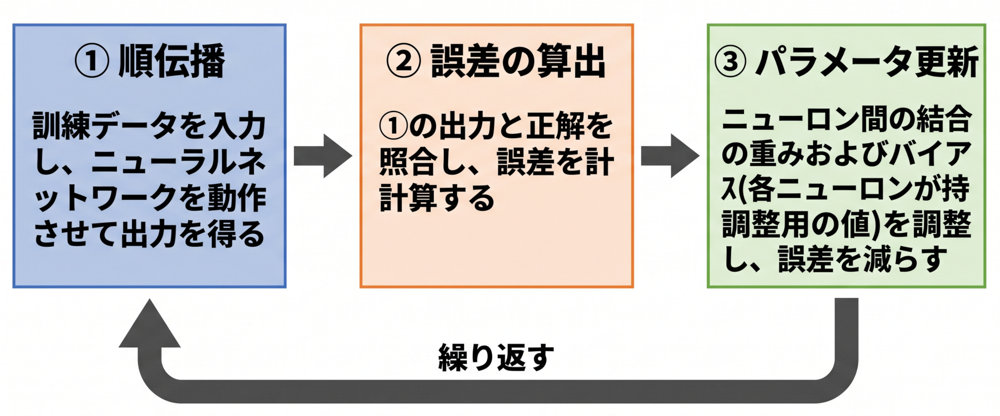 ① 順伝播
訓練データを入力
し、ニューラルネ
ットワークを動作
させて出力を得る
② 誤差の算出
①の出力と正解を
照合し、誤差を計
計算する
③ パラメータ更新
ニューロン間の結合
の重みおよびバイア
ス(各ニューロンが持
調整用の値)を調整
し、誤差を減らす
繰り返す